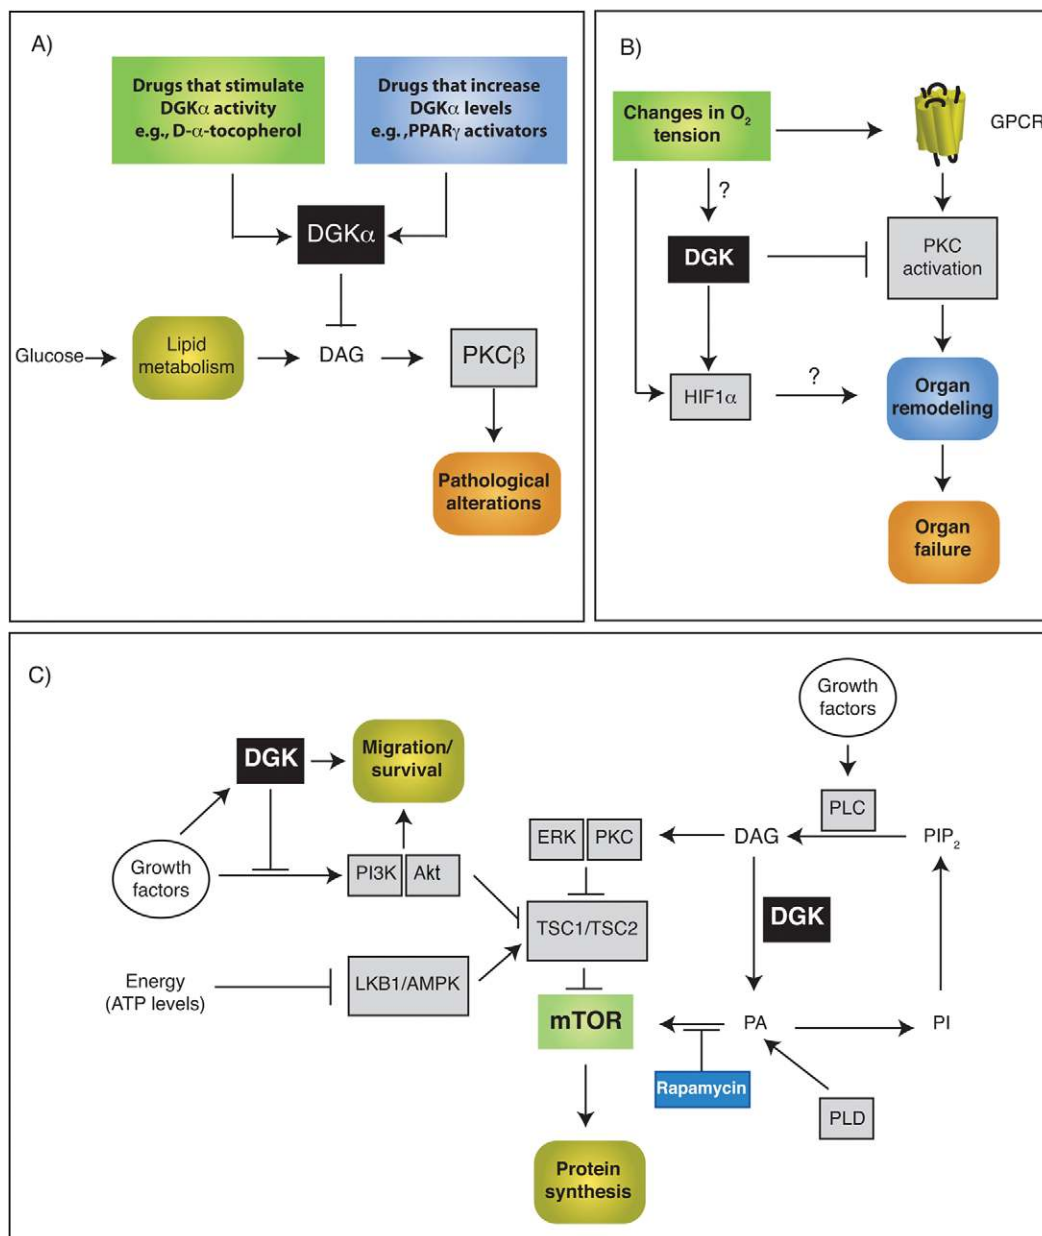 A)
Drugs that stimulate
DGKα activity
e.g., D-α-tocopherol
Drugs that increase
DGKα levels
e.g. ,PPARγ activators
DGKα
Glucose
Lipid
metabolism
DAG
PKCβ
Pathological
alterations
B)
Changes in O₂
tension
GPCR
?
DGK
PKC
activation
HIF1α
?
Organ
remodeling
Organ
failure
C)
Growth
factors
DGK
Migration/
survival
PLC
ERK
PKC
DAG
PIP₂
Growth
factors
PI3K
Akt
DGK
TSC1/TSC2
Energy
(ATP levels)
LKB1/AMPK
mTOR
PA
PI
Rapamycin
PLD
Protein
synthesis